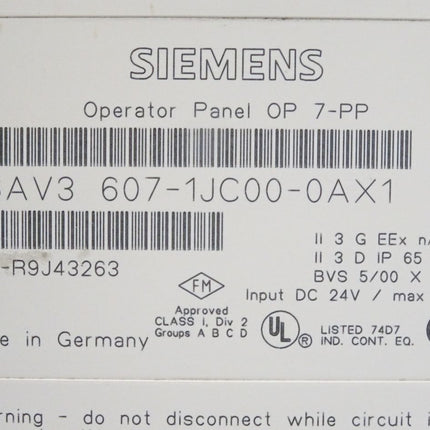 SIEMENS
Operator Panel OP 7-PP
6AV3 607-1JC00-0AX1
-R9J43263
II 3 G EEx n
II 3 D IP 65
BVS 5/00 X
FM
Input DC 24V / max
Approved
CLASS I, Div 2
Groups A B C D
UL
®
LISTED 74D7
IND. CONT. EQ.
e in Germany
rning - do not disconnect while circuit i